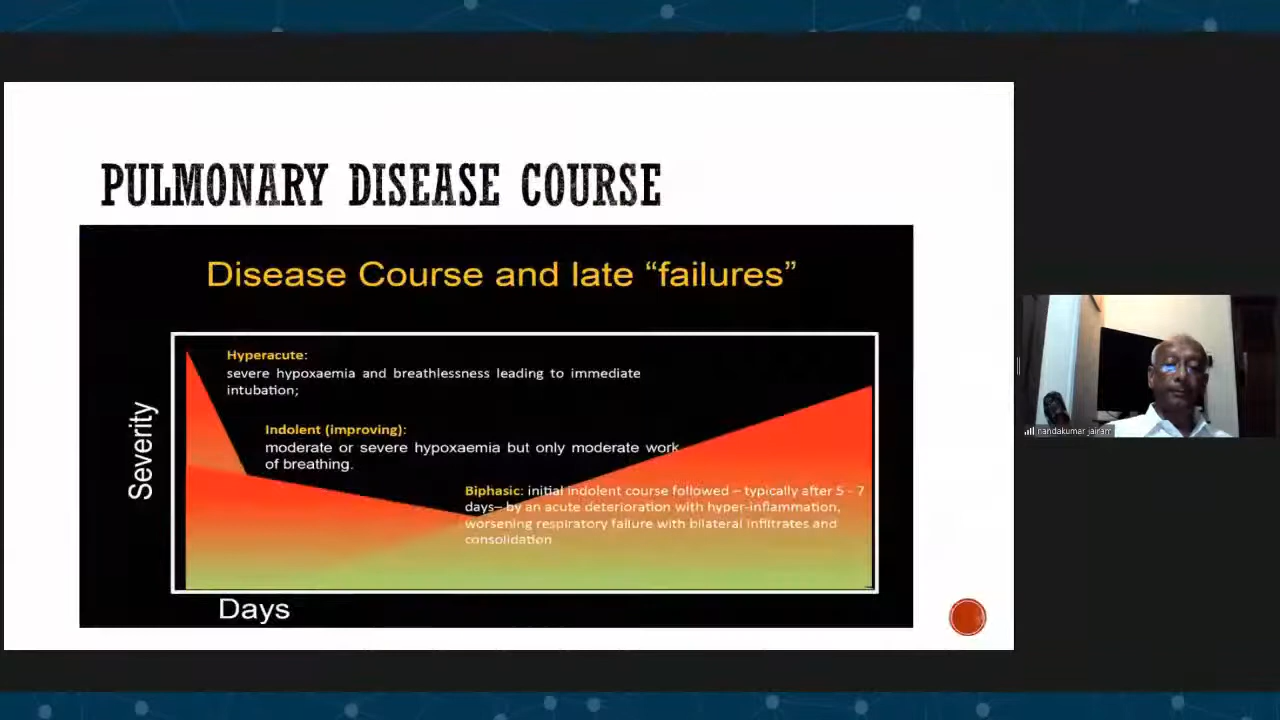 PULMONARY DISEASE COURSE
Disease Course and late “failures”
Hyperacute:
severe hypoxaemia and breathlessness leading to immediate
intubation;
Indolent (improving):
moderate or severe hypoxaemia but only moderate work
of breathing.
Biphasic: initial indolent course followed – typically after 5 - 7
days– by an acute deterioration with hyper-inflammation,
worsening respiratory failure with bilateral infiltrates and
consolidation
Severity
Days
nandakumar jairam